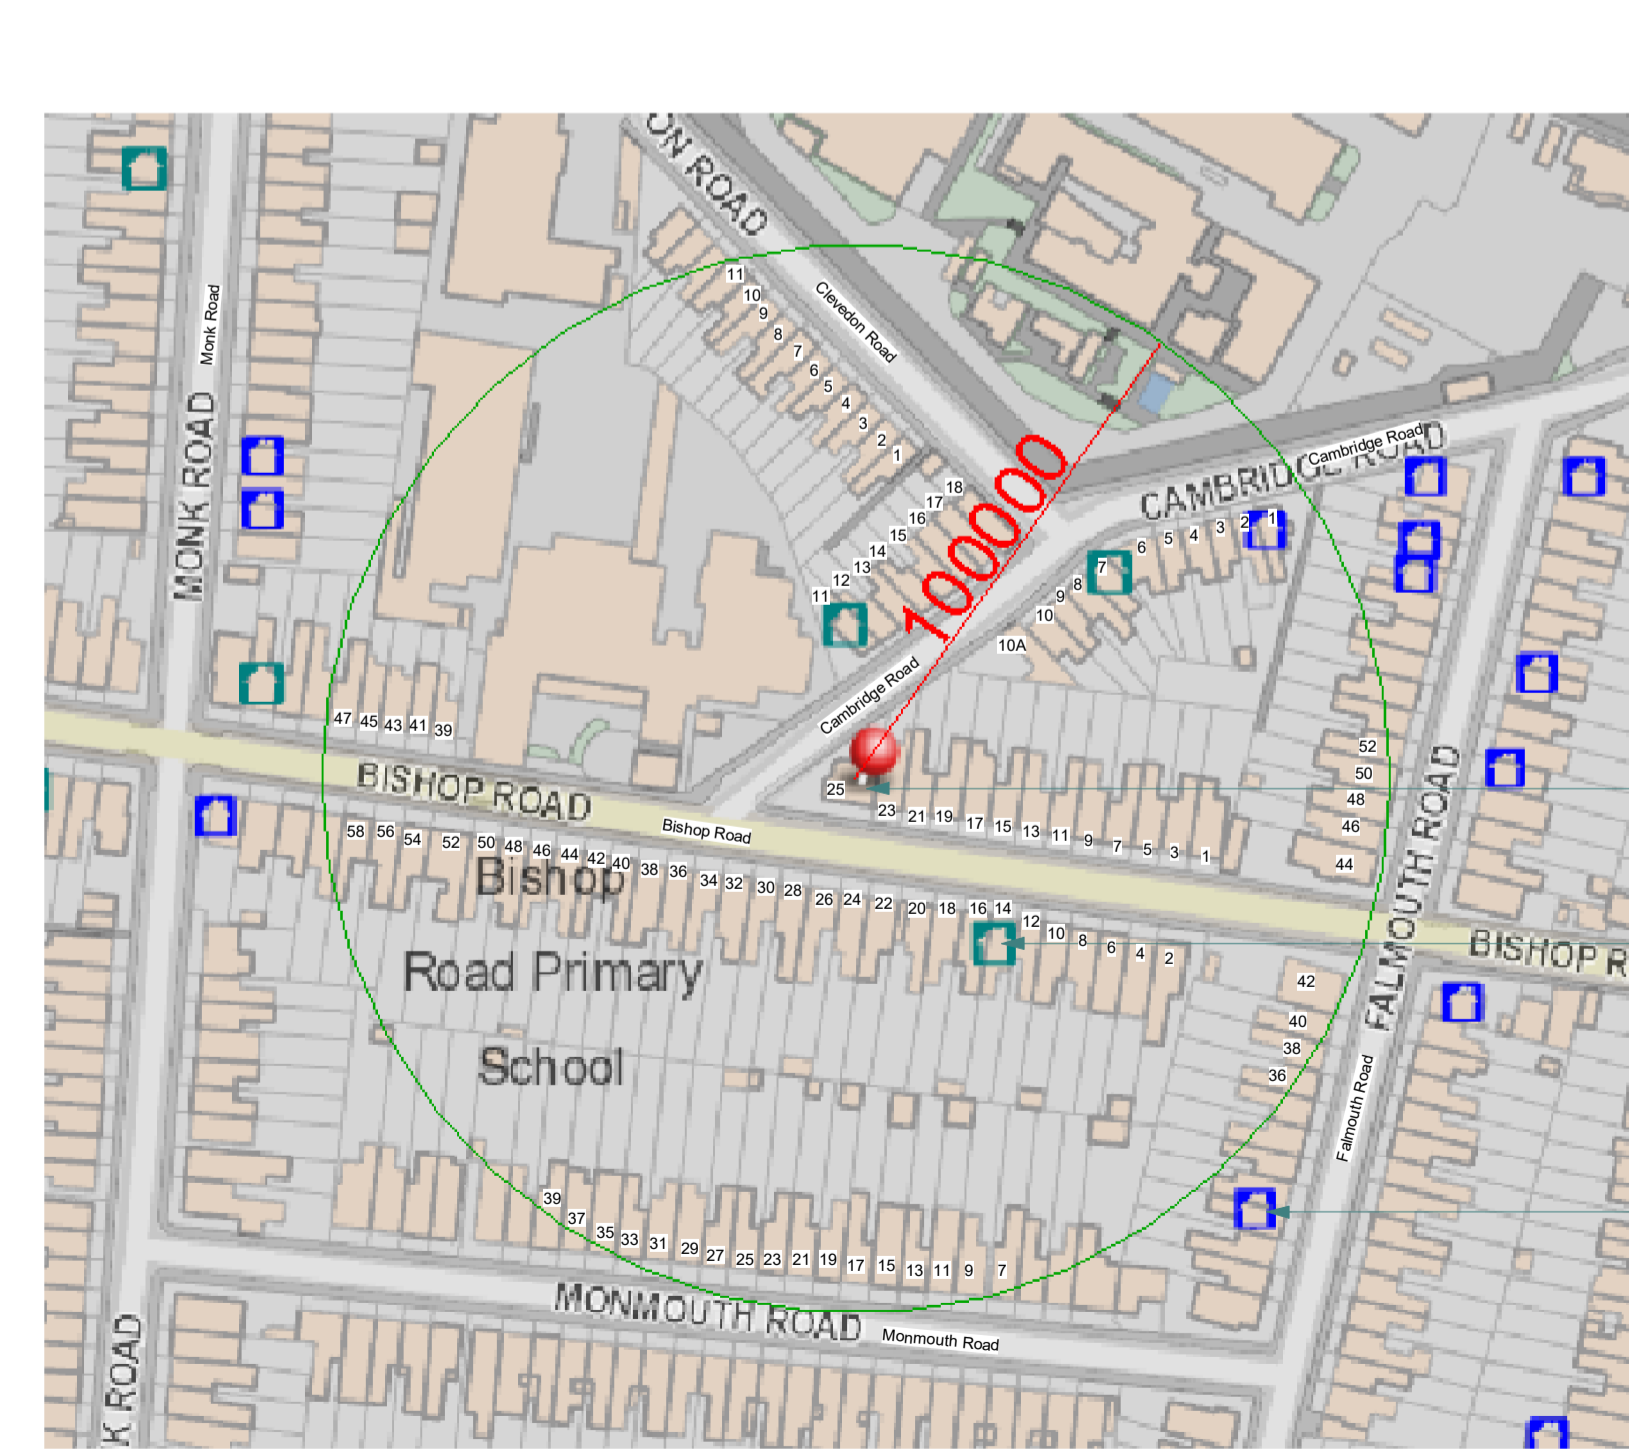 ON ROAD
Clevedon Road
11
10
9
8
7
6
5
4
3
2
1
18
17
16
15
14
13
12
11
100000
Monk Road
MONK ROAD
CAMBRIDGE ROAD
Cambridge Road
1
2
3
4
5
6
7
8
9
10
10A
Cambridge Road
47 45 43 41 39
BISHOP ROAD
Bishop Road
25
23 21 19 17 15 13 11 9 7 5 3 1
52
50
48
46
44
FALMOUTH ROAD
58 56 54 52 50 48 46 44 42 40 38 36 34 32 30 28 26 24 22 20 18 16 14 12 10 8 6 4 2
BISHOP R
Bishop
Road Primary
School
42
40
38
36
Falmouth Road
39 37 35 33 31 29 27 25 23 21 19 17 15 13 11 9 7
MONMOUTH ROAD
Monmouth Road
K ROAD